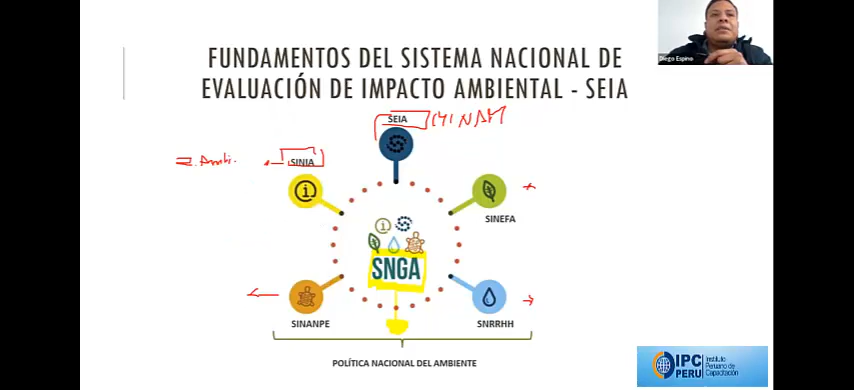 Diego Espino
FUNDAMENTOS DEL SISTEMA NACIONAL DE
EVALUACIÓN DE IMPACTO AMBIENTAL - SEIA
SEIA
MINAM
SINIA
SINEFA
SNGA
SINANPE
SNRRHH
POLÍTICA NACIONAL DEL AMBIENTE
IPC
PERU
Instituto
Peruano de
Capacitación